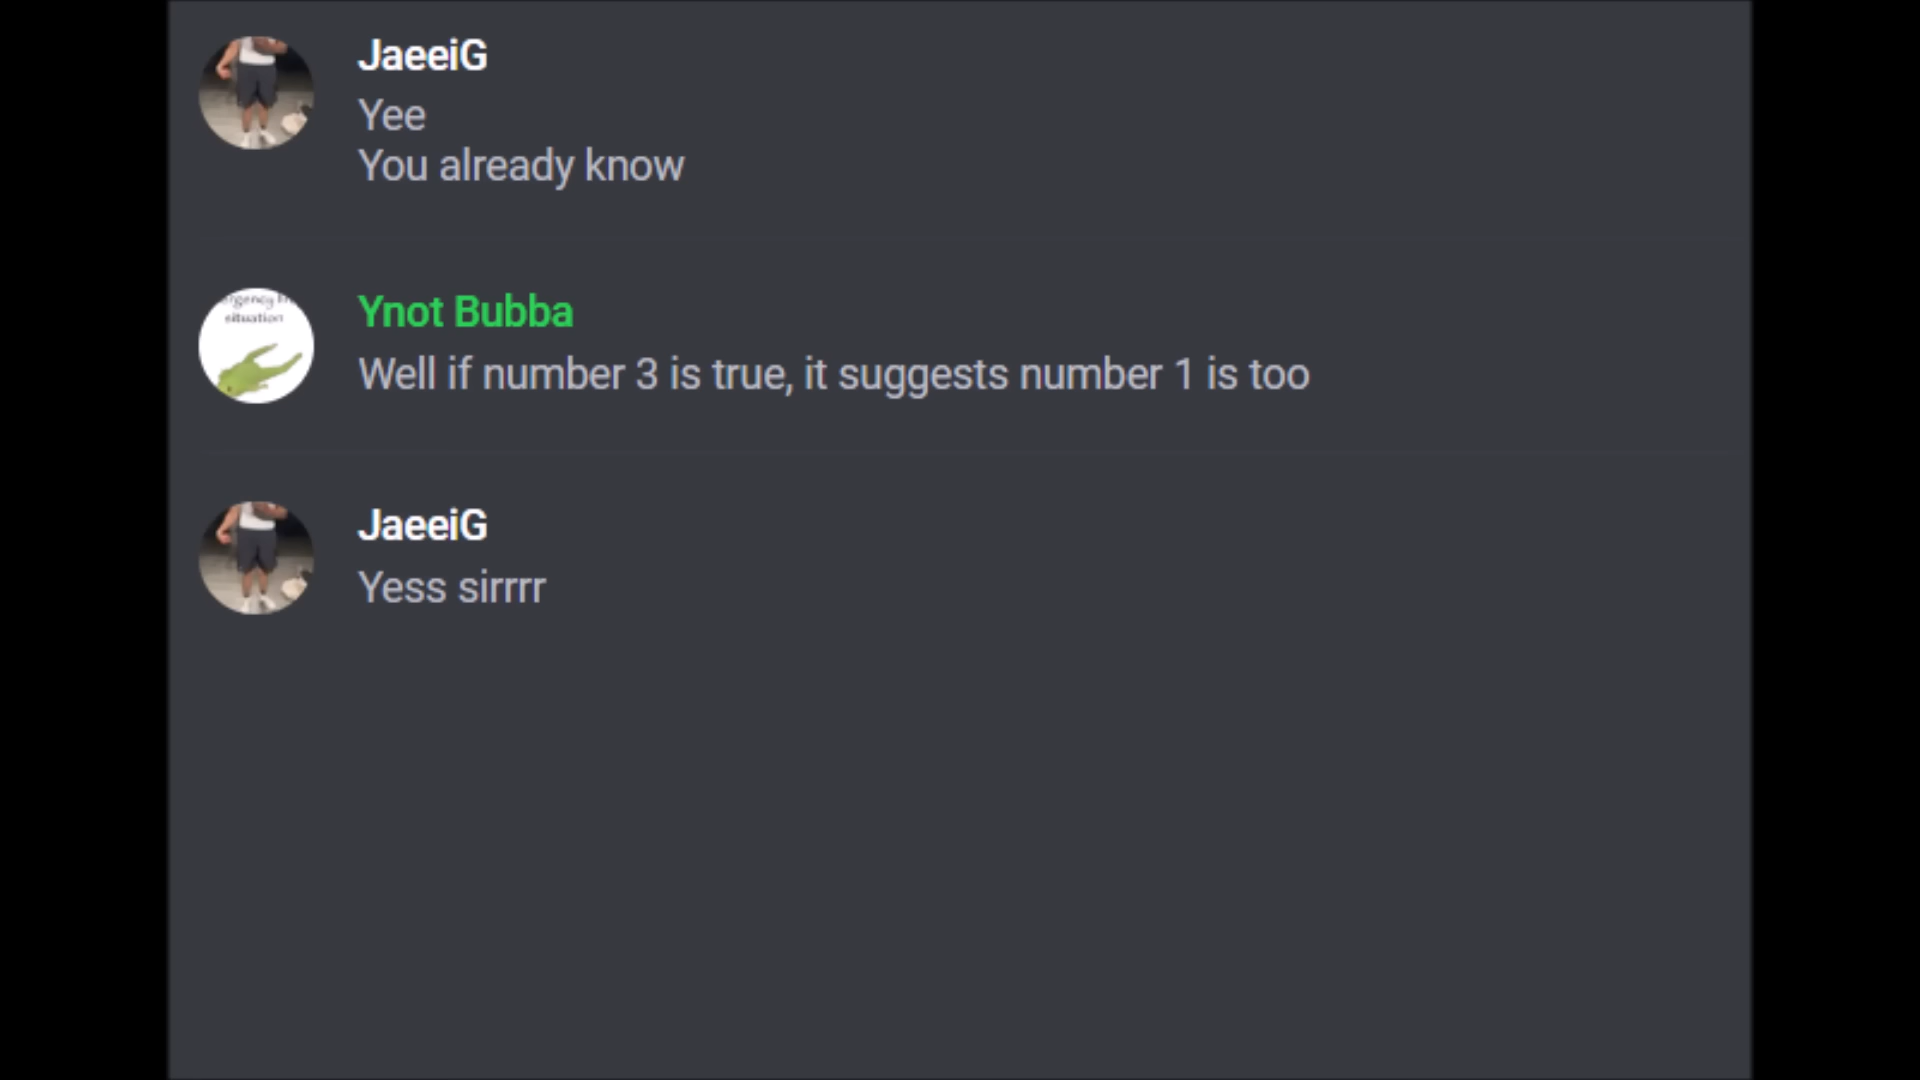 JaeeiG
Yee
You already know
situation
Ynot Bubba
Well if number 3 is true, it suggests number 1 is too
JaeeiG
Yess sirrrr